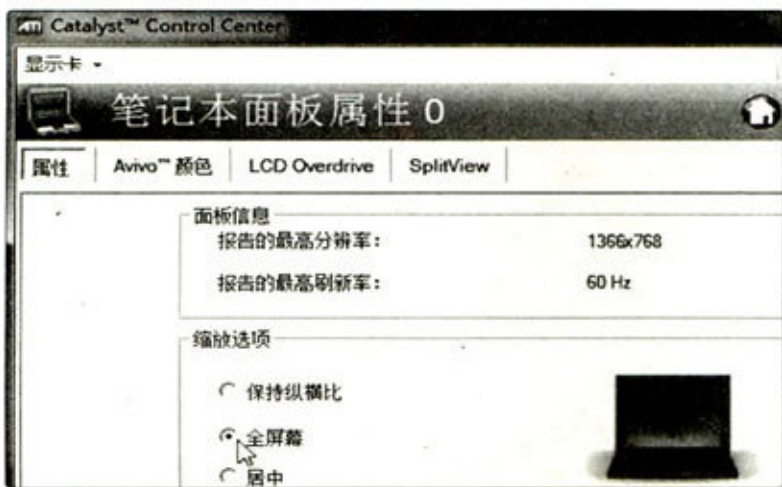 ATI Catalyst™ Control Center
显示卡
笔记本面板属性 0
属性 Avivo™ 颜色 LCD Overdrive SplitView
面板信息
报告的最高分辨率： 1366x768
报告的最高刷新率： 60 Hz
缩放选项
保持纵横比
全屏幕
居中